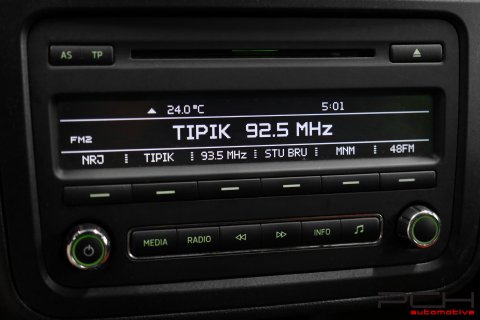 AS TP
24.0 °C 5:01
FM2 TIPIK 92.5 MHz
NRJ TIPIK 93.5 MHz STU BRU MNM 48FM
MEDIA RADIO INFO
PCH
automotive